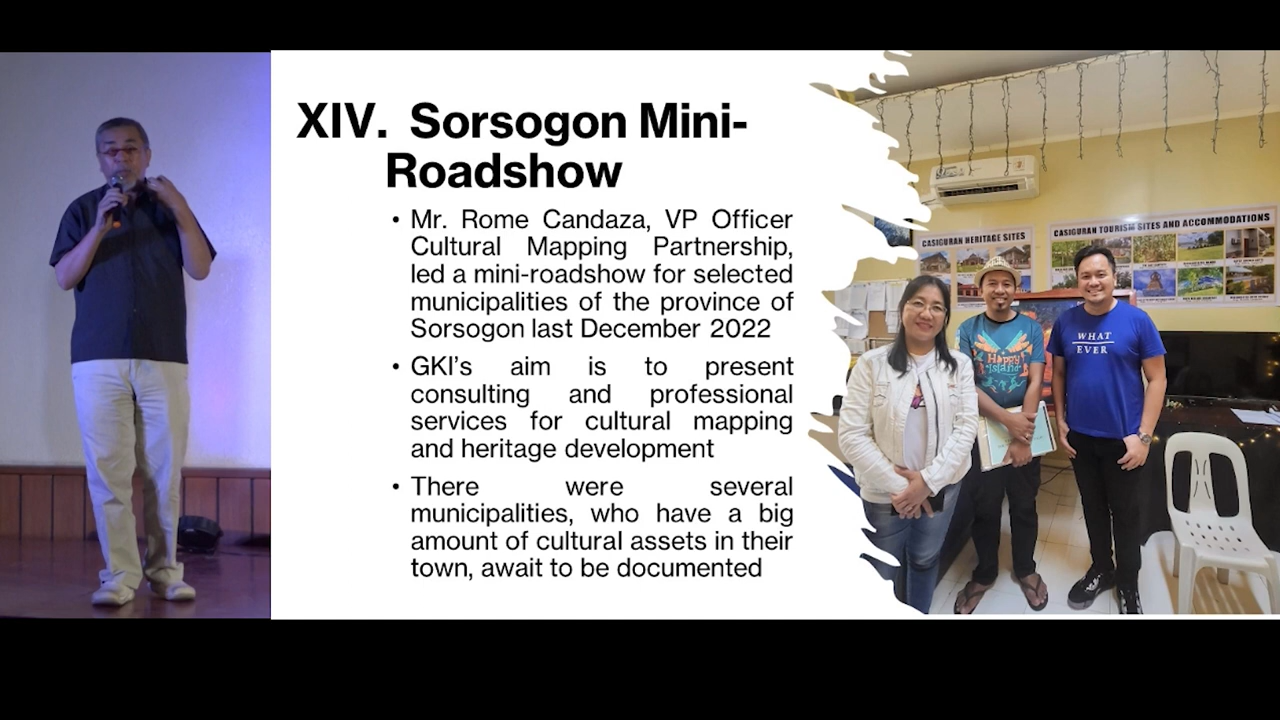 XIV. Sorsogon Mini-
Roadshow
• Mr. Rome Candaza, VP Officer
Cultural Mapping Partnership,
led a mini-roadshow for selected
municipalities of the province of
Sorsogon last December 2022
• GKI's aim is to present
consulting and professional
services for cultural mapping
and heritage development
• There were several
municipalities, who have a big
amount of cultural assets in their
town, await to be documented
CASIGURAN HERITAGE SITES
CASIGURAN TOURISM SITES AND ACCOMMODATIONS
Happy
Island
WHAT
EVER